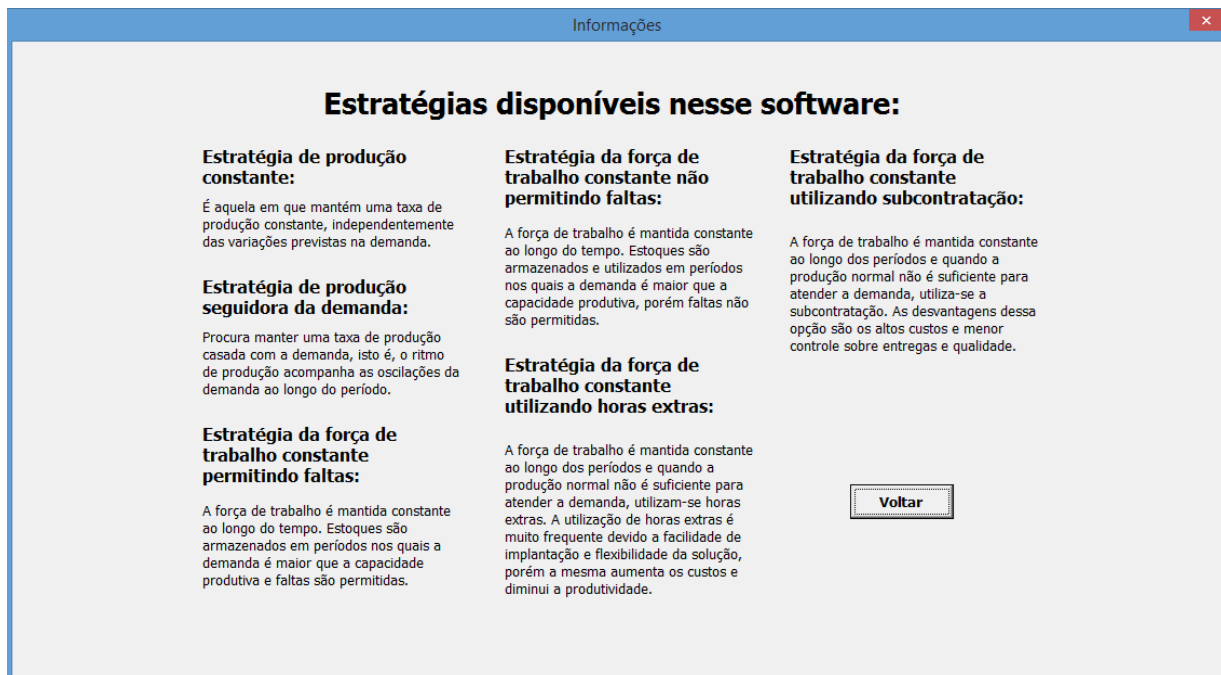 Informações
Estratégias disponíveis nesse software:
Estratégia de produção
constante:
É aquela em que mantém uma taxa de
produção constante, independentemente
das variações previstas na demanda.
Estratégia de produção
seguidora da demanda:
Procura manter uma taxa de produção
casada com a demanda, isto é, o ritmo
de produção acompanha as oscilações da
demanda ao longo do período.
Estratégia da força de
trabalho constante
permitindo faltas:
A força de trabalho é mantida constante
ao longo do tempo. Estoques são
armazenados em períodos nos quais a
demanda é maior que a capacidade
produtiva e faltas são permitidas.
Estratégia da força de
trabalho constante não
permitindo faltas:
A força de trabalho é mantida constante
ao longo do tempo. Estoques são
armazenados e utilizados em períodos
nos quais a demanda é maior que a
capacidade produtiva, porém faltas não
são permitidas.
Estratégia da força de
trabalho constante
utilizando horas extras:
A força de trabalho é mantida constante
ao longo dos períodos e quando a
produção normal não é suficiente para
atender a demanda, utilizam-se horas
extras. A utilização de horas extras é
muito frequente devido a facilidade de
implantação e flexibilidade da solução,
porém a mesma aumenta os custos e
diminui a produtividade.
Estratégia da força de
trabalho constante
utilizando subcontratação:
A força de trabalho é mantida constante
ao longo dos períodos e quando a
produção normal não é suficiente para
atender a demanda, utiliza-se a
subcontratação. As desvantagens dessa
opção são os altos custos e menor
controle sobre entregas e qualidade.
Voltar